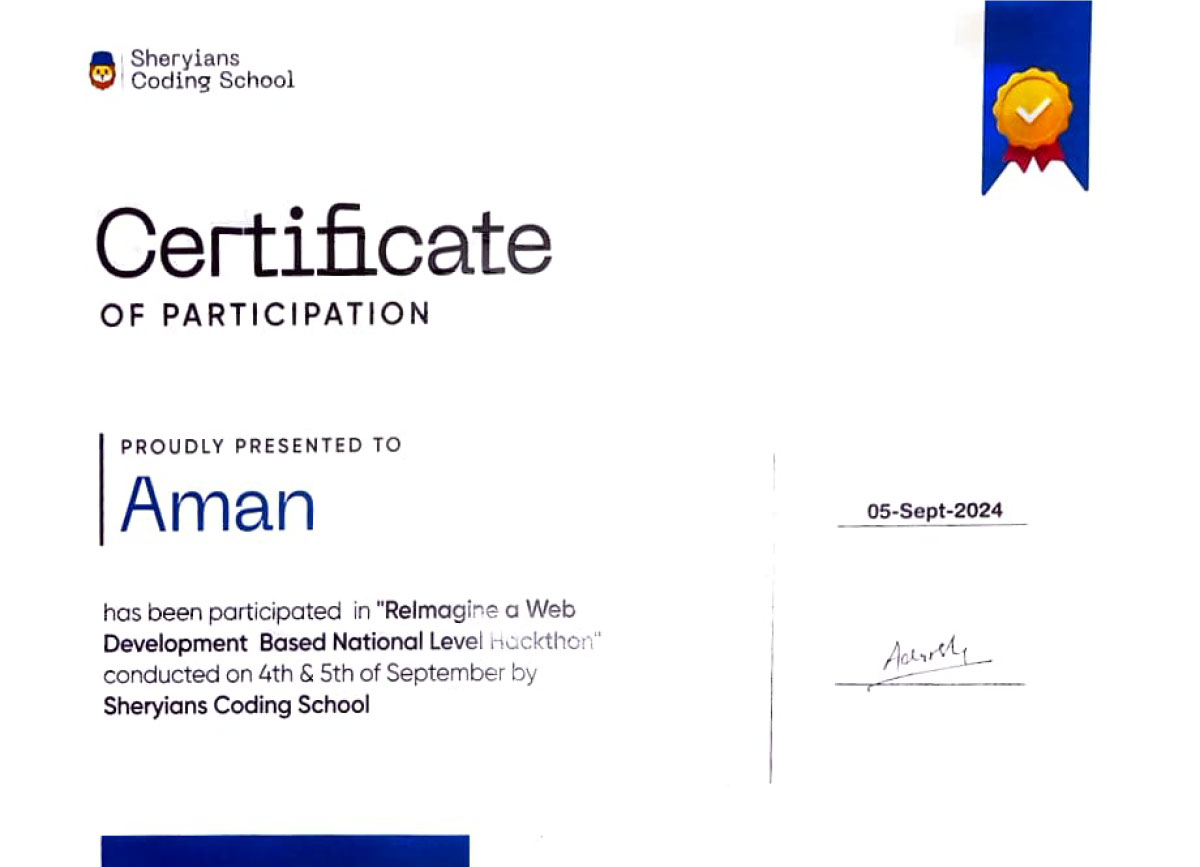 Sheryians
Coding School
Certificate
OF PARTICIPATION
PROUDLY PRESENTED TO
Aman
has been participated in "ReImagine a Web
Development Based National Level Hackthon"
conducted on 4th & 5th of September by
Sheryians Coding School
05-Sept-2024